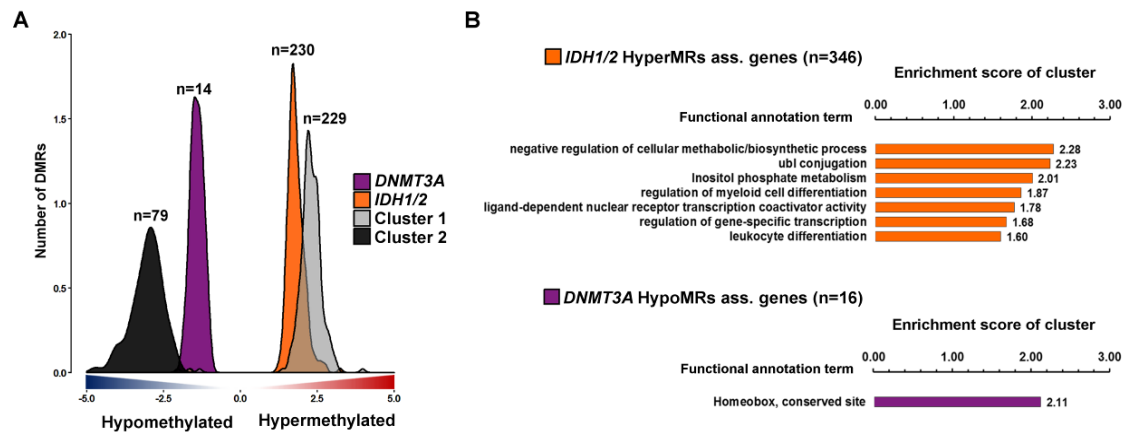 A
2.0
1.5
1.0
0.5
0.0
Number of DMRs
n=230
n=14
n=229
n=79
DNMT3A
IDH1/2
Cluster 1
Cluster 2
-5.0
-2.5
0.0
2.5
5.0
Hypomethylated
Hypermethylated
B
IDH1/2 HyperMRs ass. genes (n=346)
Enrichment score of cluster
0.00 1.00 2.00 3.00
Functional annotation term
negative regulation of cellular methabolic/biosynthetic process 2.28
ubl conjugation 2.23
Inositol phosphate metabolism 2.01
regulation of myeloid cell differentiation 1.87
ligand-dependent nuclear receptor transcription coactivator activity 1.78
regulation of gene-specific transcription 1.68
leukocyte differentiation 1.60
DNMT3A HypoMRs ass. genes (n=16)
Enrichment score of cluster
0.00 1.00 2.00 3.00
Functional annotation term
Homeobox, conserved site 2.11